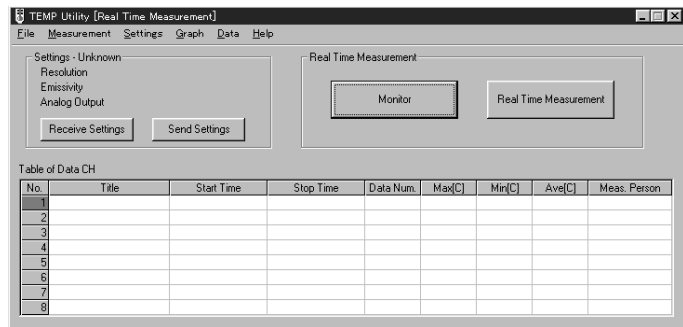 TEMP Utility [Real Time Measurement]
File Measurement Settings Graph Data Help
Settings - Unknown
Resolution
Emissivity
Analog Output
Receive Settings Send Settings
Real Time Measurement
Monitor Real Time Measurement
Table of Data CH
No. Title Start Time Stop Time Data Num. Max[C] Min[C] Ave[C] Meas. Person
1
2
3
4
5
6
7
8